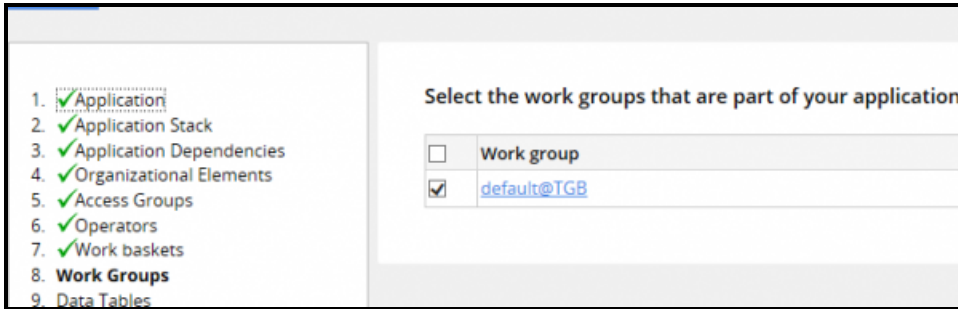 1. ✓Application
2. ✓Application Stack
3. ✓Application Dependencies
4. ✓Organizational Elements
5. ✓Access Groups
6. ✓Operators
7. ✓Work baskets
8. Work Groups
9. Data Tables
Select the work groups that are part of your application
Work group
default@TGB